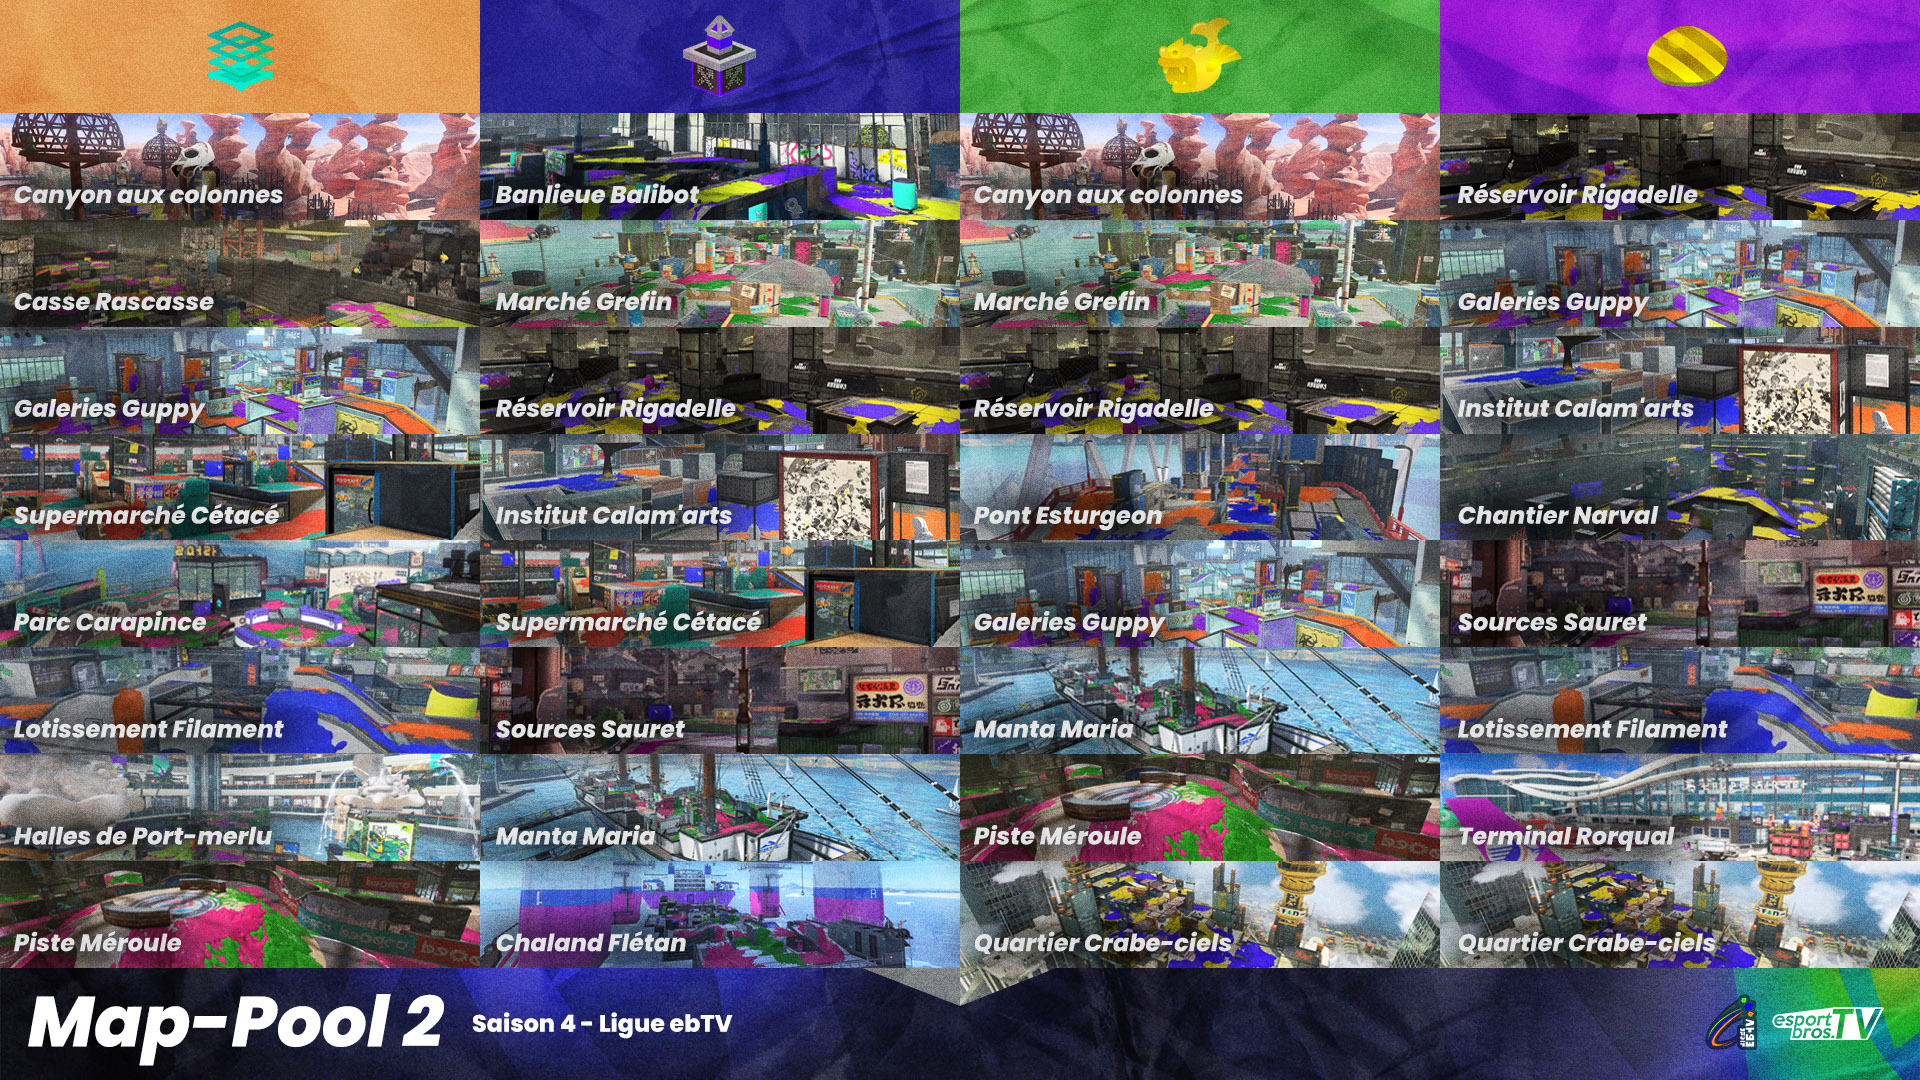 Canyon aux colonnes
Banlieue Balibot
Canyon aux colonnes
Réservoir Rigadelle
Casse Rascasse
Marché Grefin
Marché Grefin
Galeries Guppy
Galeries Guppy
Réservoir Rigadelle
Réservoir Rigadelle
Institut Calam'arts
Supermarché Cétacé
Institut Calam'arts
Pont Esturgeon
Chantier Narval
Parc Carapince
Supermarché Cétacé
Galeries Guppy
Sources Sauret
Lotissement Filament
Sources Sauret
Manta Maria
Lotissement Filament
Halles de Port-merlu
Manta Maria
Piste Méroule
Terminal Rorqual
Piste Méroule
Chaland Flétan
Quartier Crabe-ciels
Quartier Crabe-ciels
Map-Pool 2
Saison 4 - Ligue ebTV
esport
bros.TV